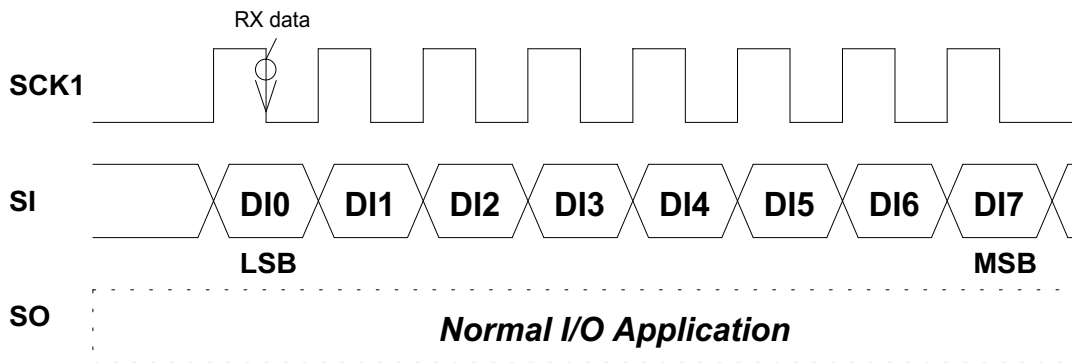 RX data
SCK1
SI DI0 DI1 DI2 DI3 DI4 DI5 DI6 DI7
LSB MSB
SO Normal I/O Application